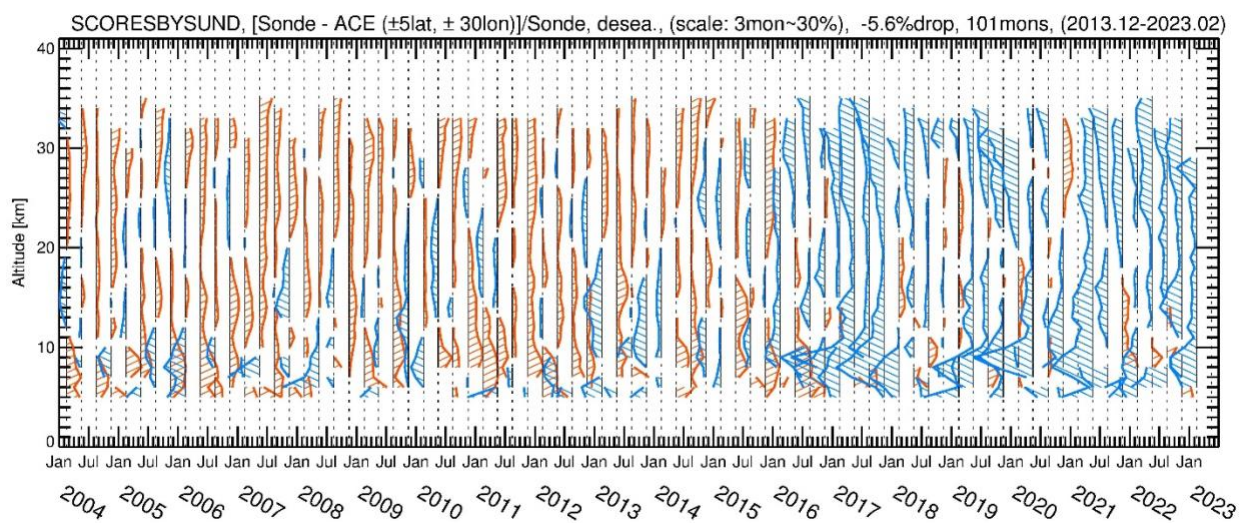 SCORESBYSUND, [Sonde - ACE (±5lat, ± 30lon)]/Sonde, desea., (scale: 3mon~30%), -5.6%drop, 101mons, (2013.12-2023.02)
40
30
20
10
0
Altitude [km]
Jan Jul Jan Jul Jan Jul Jan Jul Jan Jul Jan Jul Jan Jul Jan Jul Jan Jul Jan Jul Jan Jul Jan Jul Jan Jul Jan Jul Jan Jul Jan Jul Jan Jul Jan Jul Jan Jul Jan
2004 2005 2006 2007 2008 2009 2010 2011 2012 2013 2014 2015 2016 2017 2018 2019 2020 2021 2022 2023